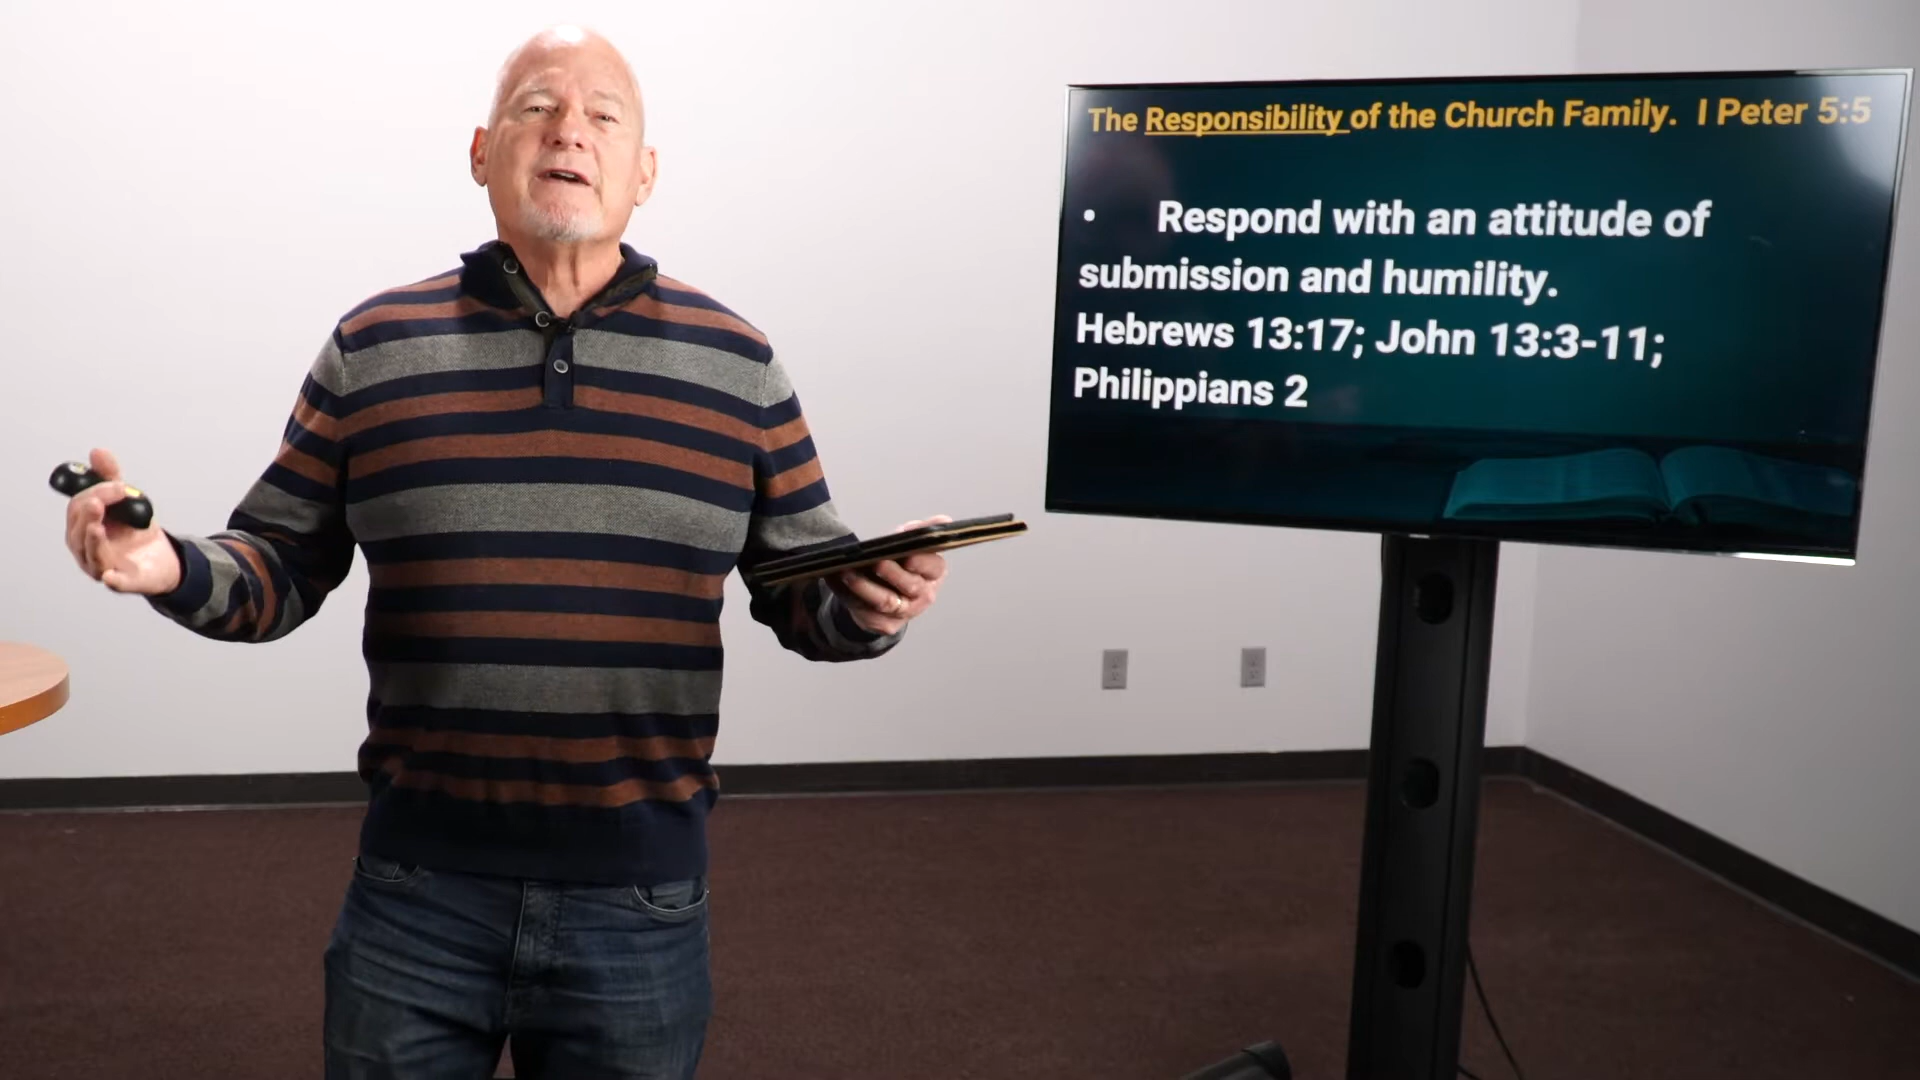 The Responsibility of the Church Family. I Peter 5:5
• Respond with an attitude of
submission and humility.
Hebrews 13:17; John 13:3-11;
Philippians 2